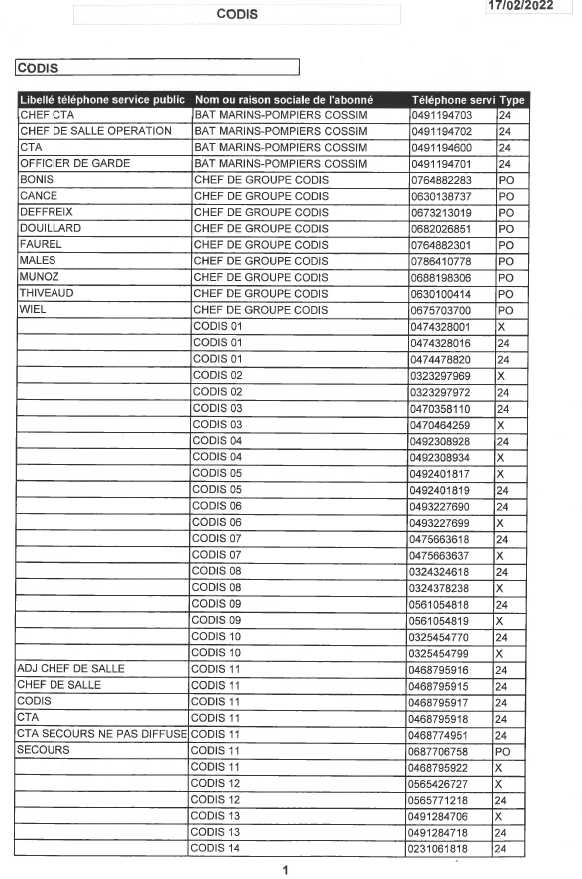 CODIS
17/02/2022
CODIS
Libellé téléphone service public Nom ou raison sociale de l'abonné Téléphone servi Type
CHEF CTA BAT MARINS-POMPIERS COSSIM 0491194703 24
CHEF DE SALLE OPERATION BAT MARINS-POMPIERS COSSIM 0491194702 24
CTA BAT MARINS-POMPIERS COSSIM 0491194600 24
OFFICIER DE GARDE BAT MARINS-POMPIERS COSSIM 0491194701 24
BONIS CHEF DE GROUPE CODIS 0764882283 PO
CANCE CHEF DE GROUPE CODIS 0630138737 PO
DEFFREIX CHEF DE GROUPE CODIS 0673213019 PO
DOUILLARD CHEF DE GROUPE CODIS 0682026851 PO
FAUREL CHEF DE GROUPE CODIS 0764882301 PO
MALES CHEF DE GROUPE CODIS 0786410778 PO
MUNOZ CHEF DE GROUPE CODIS 0688198306 PO
THIVEAUD CHEF DE GROUPE CODIS 0630100414 PO
WIEL CHEF DE GROUPE CODIS 0675703700 PO
CODIS 01 0474328001 X
CODIS 01 0474328016 24
CODIS 01 0474478820 24
CODIS 02 0323297969 X
CODIS 02 0323297972 24
CODIS 03 0470358110 24
CODIS 03 0470464259 X
CODIS 04 0492308928 24
CODIS 04 0492308934 X
CODIS 05 0492401817 X
CODIS 05 0492401819 24
CODIS 06 0493227690 24
CODIS 06 0493227699 X
CODIS 07 0475663618 24
CODIS 07 0475663637 X
CODIS 08 0324324618 24
CODIS 08 0324378238 X
CODIS 09 0561054818 24
CODIS 09 0561054819 X
CODIS 10 0325454770 24
CODIS 10 0325454799 X
ADJ CHEF DE SALLE CODIS 11 0468795916 24
CHEF DE SALLE CODIS 11 0468795915 24
CODIS CODIS 11 0468795917 24
CTA CODIS 11 0468795918 24
CTA SECOURS NE PAS DIFFUSE CODIS 11 0468774951 24
SECOURS CODIS 11 0687706758 PO
CODIS 11 0468795922 X
CODIS 12 0565426727 X
CODIS 12 0565771218 24
CODIS 13 0491284706 X
CODIS 13 0491284718 24
CODIS 14 0231061818 24
1